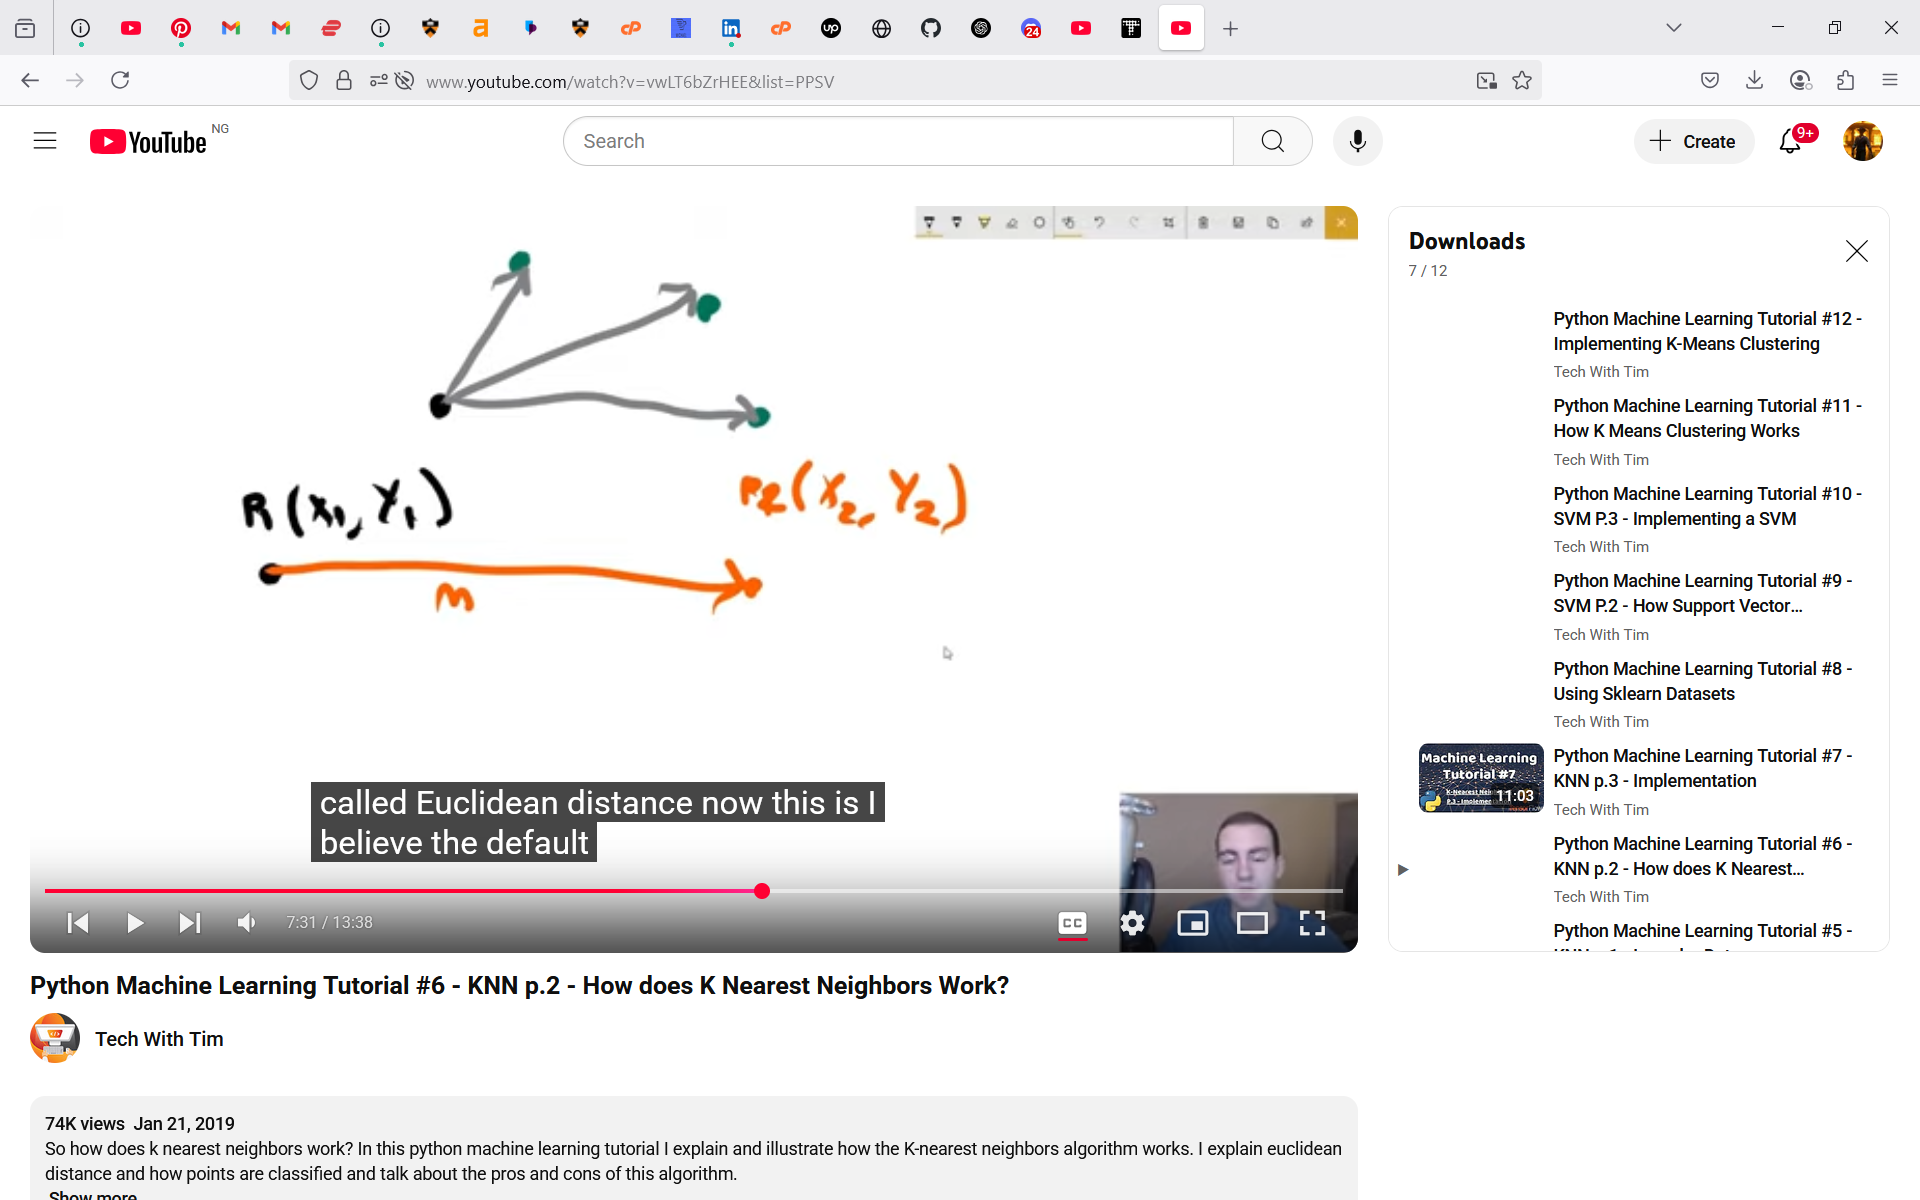 24
www.youtube.com/watch?v=vwLT6bZrHEE&list=PPSV
YouTube NG
Search
Create
9+
R(X1, Y1)
P2(X2, Y2)
m
called Euclidean distance now this is I
believe the default
7:31 / 13:38
CC
Python Machine Learning Tutorial #6 - KNN p.2 - How does K Nearest Neighbors Work?
Tech With Tim
74K views Jan 21, 2019
So how does k nearest neighbors work? In this python machine learning tutorial I explain and illustrate how the K-nearest neighbors algorithm works. I explain euclidean
distance and how points are classified and talk about the pros and cons of this algorithm.
Show more
Downloads
7 / 12
Python Machine Learning Tutorial #12 -
Implementing K-Means Clustering
Tech With Tim
Python Machine Learning Tutorial #11 -
How K Means Clustering Works
Tech With Tim
Python Machine Learning Tutorial #10 -
SVM P.3 - Implementing a SVM
Tech With Tim
Python Machine Learning Tutorial #9 -
SVM P.2 - How Support Vector...
Tech With Tim
Python Machine Learning Tutorial #8 -
Using Sklearn Datasets
Tech With Tim
Machine Learning
Tutorial #7
11:03
Python Machine Learning Tutorial #7 -
KNN p.3 - Implementation
Tech With Tim
Python Machine Learning Tutorial #6 -
KNN p.2 - How does K Nearest...
Tech With Tim
Python Machine Learning Tutorial #5 -